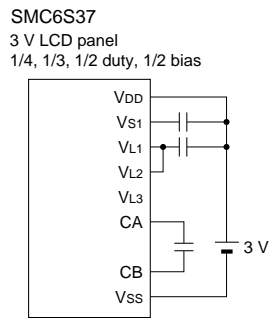 SMC6S37
3 V LCD panel
1/4, 1/3, 1/2 duty, 1/2 bias
VDD
VS1
VL1
VL2
VL3
CA
3 V
CB
VSS